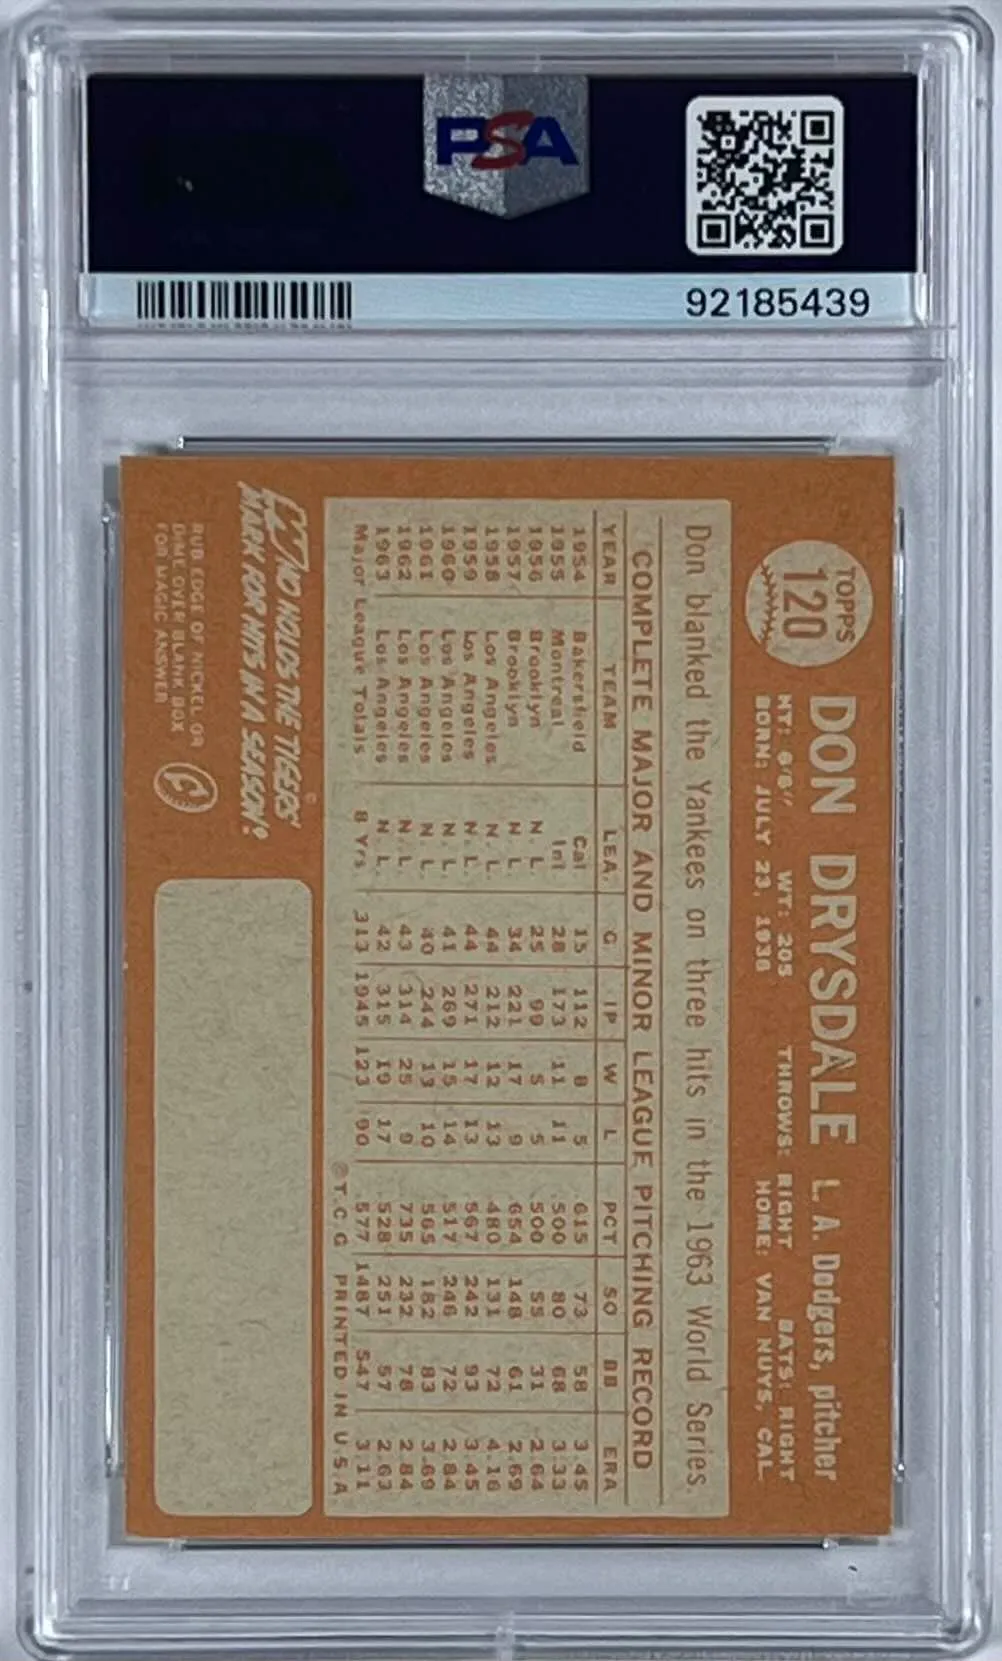 PSA
92185439
TOPPS
120
DON DRYSDALE L. A. Dodgers, pitcher
HT: 6'6" WT: 205 THROWS: RIGHT BATS: RIGHT
BORN: JULY 23, 1936 HOME: VAN NUYS, CAL.
Don blanked the Yankees on three hits in the 1963 World Series.
COMPLETE MAJOR AND MINOR LEAGUE PITCHING RECORD
YEAR TEAM LEA. G IP W L PCT SO BB ERA
1954 Bakersfield Cal 15 112 8 5 .615 73 58 3.45
1955 Montreal Int 28 173 11 11 .500 80 68 3.33
1956 Brooklyn N. L. 25 99 5 5 .500 55 31 2.64
1957 Brooklyn N. L. 34 221 17 9 .654 148 61 2.69
1958 Los Angeles N. L. 44 212 12 13 .480 131 72 4.16
1959 Los Angeles N. L. 44 271 17 13 .567 242 93 3.45
1960 Los Angeles N. L. 41 269 15 14 .517 246 72 2.84
1961 Los Angeles N. L. 40 244 13 10 .565 182 83 3.69
1962 Los Angeles N. L. 43 314 25 9 .735 232 78 2.84
1963 Los Angeles N. L. 42 315 19 17 .528 251 57 2.63
Major League Totals 8 Yrs. 313 1945 123 90 .577 1487 547 3.11
©T.C.G. PRINTED IN U.S.A.
WHO HOLDS THE TIGERS'
MARK FOR HITS IN A SEASON?
RUB EDGE OF NICKEL OR
DIME OVER BLANK BOX
FOR MAGIC ANSWER